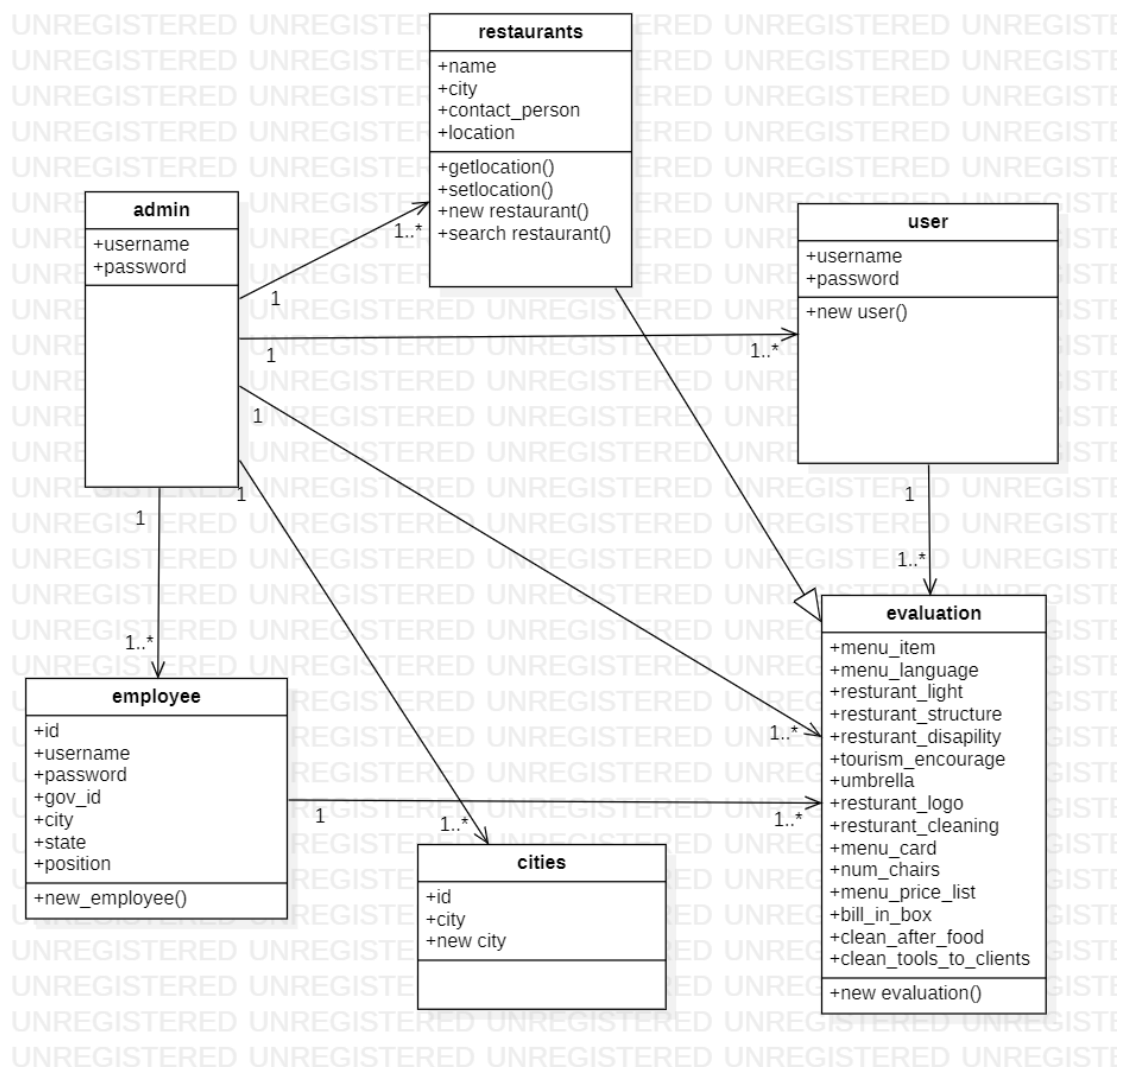 restaurants
+name
+city
+contact_person
+location
+getlocation()
+setlocation()
+new restaurant()
+search restaurant()
admin
+username
+password
user
+username
+password
+new user()
1..*
1
1
1..*
1
1
1
1
1..*
1..*
evaluation
+menu_item
+menu_language
+resturant_light
+resturant_structure
+resturant_disapility
+tourism_encourage
+umbrella
+resturant_logo
+resturant_cleaning
+menu_card
+num_chairs
+menu_price_list
+bill_in_box
+clean_after_food
+clean_tools_to_clients
+new evaluation()
employee
+id
+username
+password
+gov_id
+city
+state
+position
+new_employee()
1..*
1
1..*
1..*
cities
+id
+city
+new city
UNREGISTERED